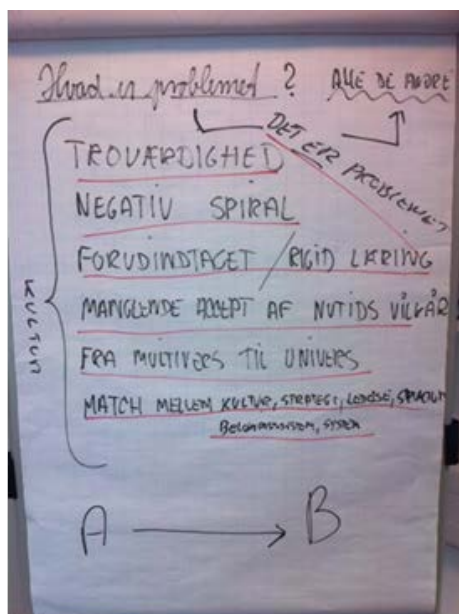 Hvad er problemet? ALLE DE ANDRE
DET ER PROBLEMET
TROVÆRDIGHED
NEGATIV SPIRAL
FORUDINDTAGET / RIGID LÆRING
MANGLENDE ACCEPT AF NUTIDS VILKÅR
FRA MULTIVERS TIL UNIVERS
MATCH MELLEM KULTUR, STRATEGI, LEDELSE,
SYSTEM
KULTUR
A B